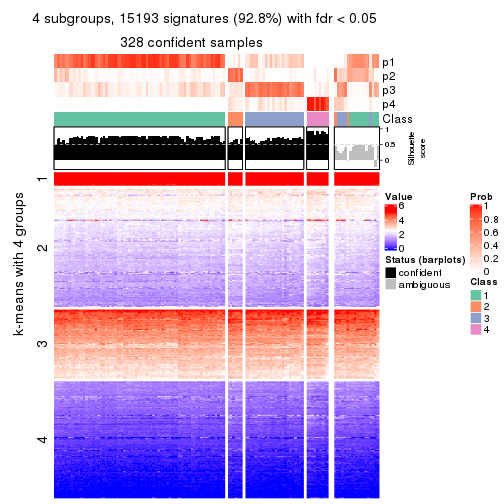 4 subgroups, 15193 signatures (92.8%) with fdr < 0.05
328 confident samples
p1
p2
p3
p4
Class
1
0.5
0
Silhouette
score
k-means with 4 groups
1
2
3
4
Value
6
4
2
0
Status (barplots)
confident
ambiguous
Prob
1
0.8
0.6
0.4
0.2
0
Class
1
2
3
4